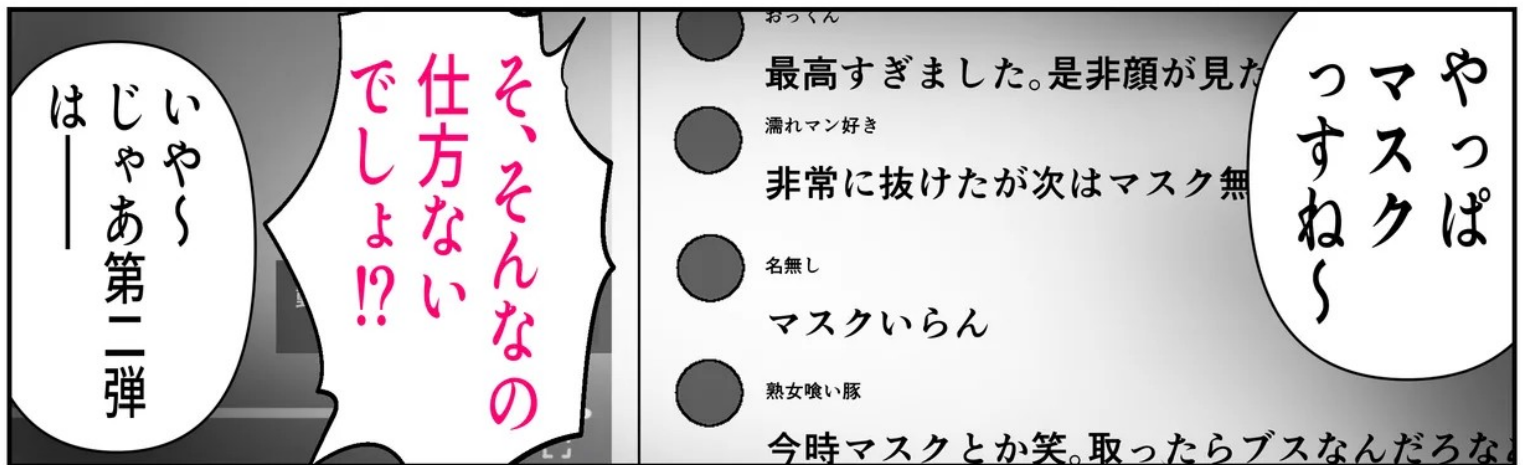 やっぱ
マスク
っすね～
おっくん
最高すぎました。是非顔が見た
濡れマン好き
非常に抜けたが次はマスク無
名無し
マスクいらん
熟女喰い豚
今時マスクとか笑。取ったらブスなんだろな
そ、そんなの
仕方ない
でしょ!?
いや～
じゃあ第二弾
は――